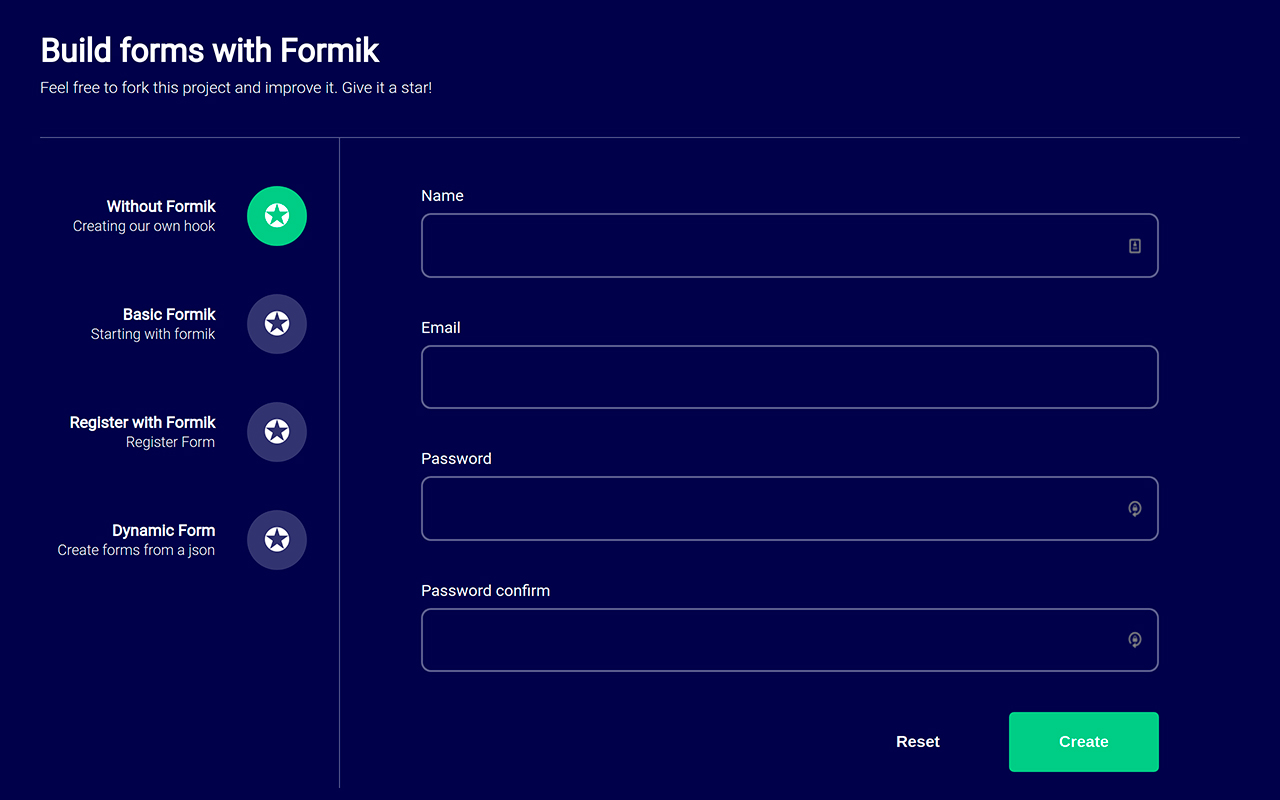 Build forms with Formik
Feel free to fork this project and improve it. Give it a star!
Without Formik
Creating our own hook
Basic Formik
Starting with formik
Register with Formik
Register Form
Dynamic Form
Create forms from a json
Name
Email
Password
Password confirm
Reset
Create